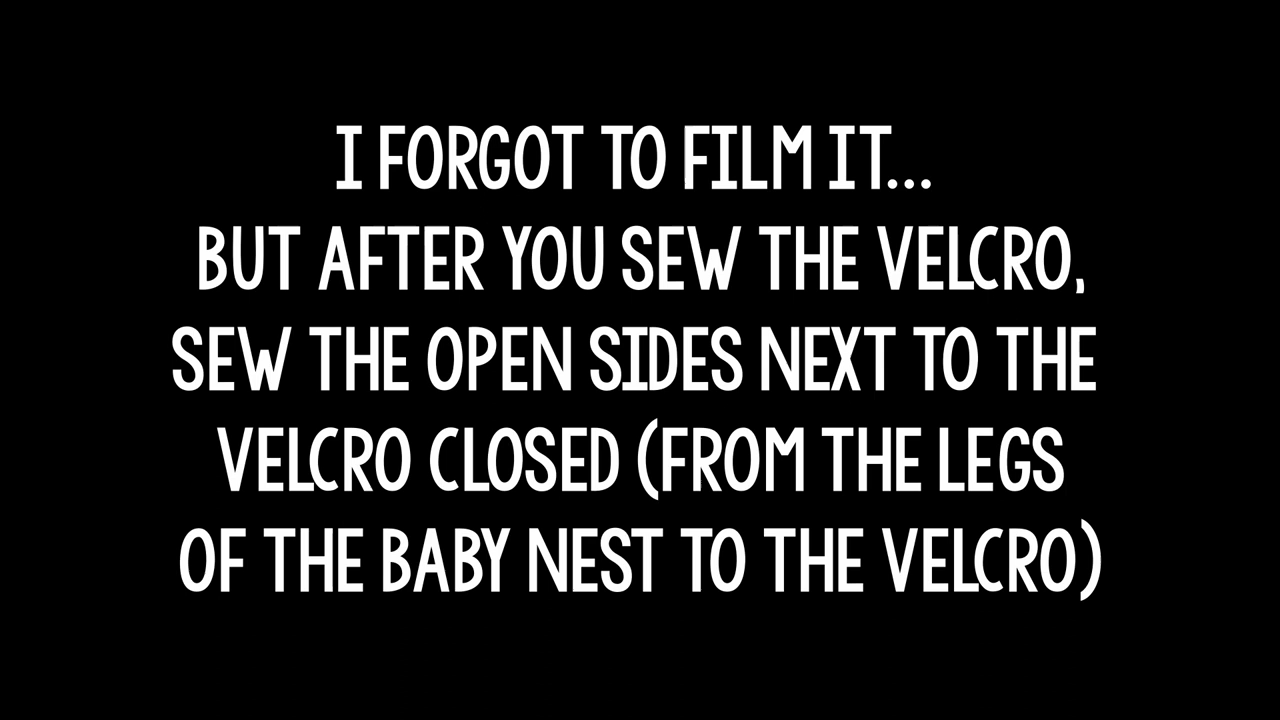 I FORGOT TO FILM IT...
BUT AFTER YOU SEW THE VELCRO,
SEW THE OPEN SIDES NEXT TO THE
VELCRO CLOSED (FROM THE LEGS
OF THE BABY NEST TO THE VELCRO)